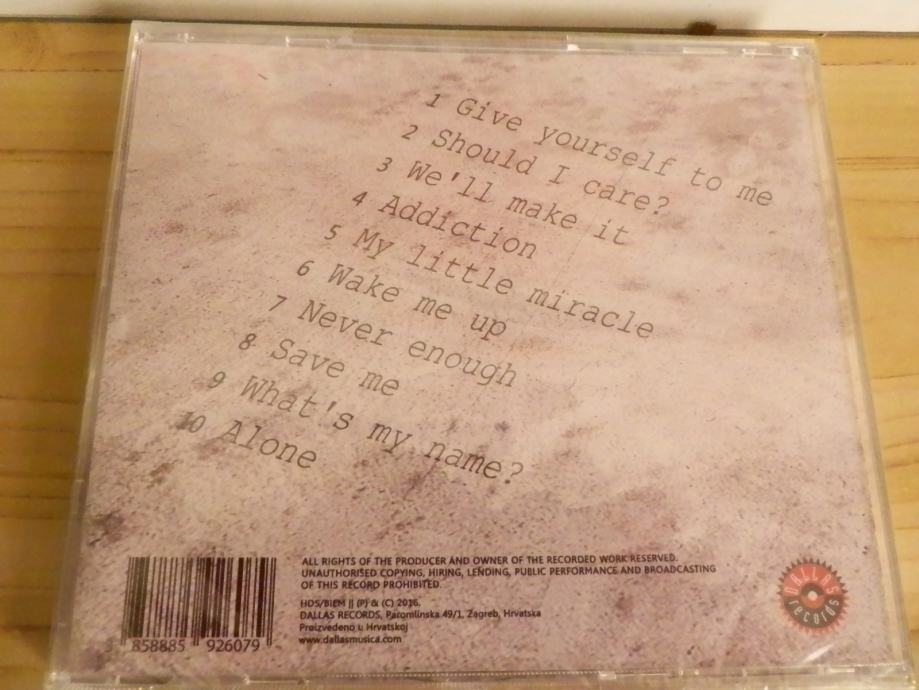 1 Give yourself to me
2 Should I care?
3 We'll make it
4 Addiction
5 My little miracle
6 Wake me up
7 Never enough
8 Save me
9 What's my name?
10 Alone
ALL RIGHTS OF THE PRODUCER AND OWNER OF THE RECORDED WORK RESERVED.
UNAUTHORISED COPYING, HIRING, LENDING, PUBLIC PERFORMANCE AND BROADCASTING
OF THIS RECORD PROHIBITED.
HDS/BIEM || (P) & (C) 2016.
DALLAS RECORDS, Paromlinska 49/1, Zagreb, Hrvatska
Proizvedeno u Hrvatskoj
www.dallasmusica.com
3 858885 926079
DALLAS
records